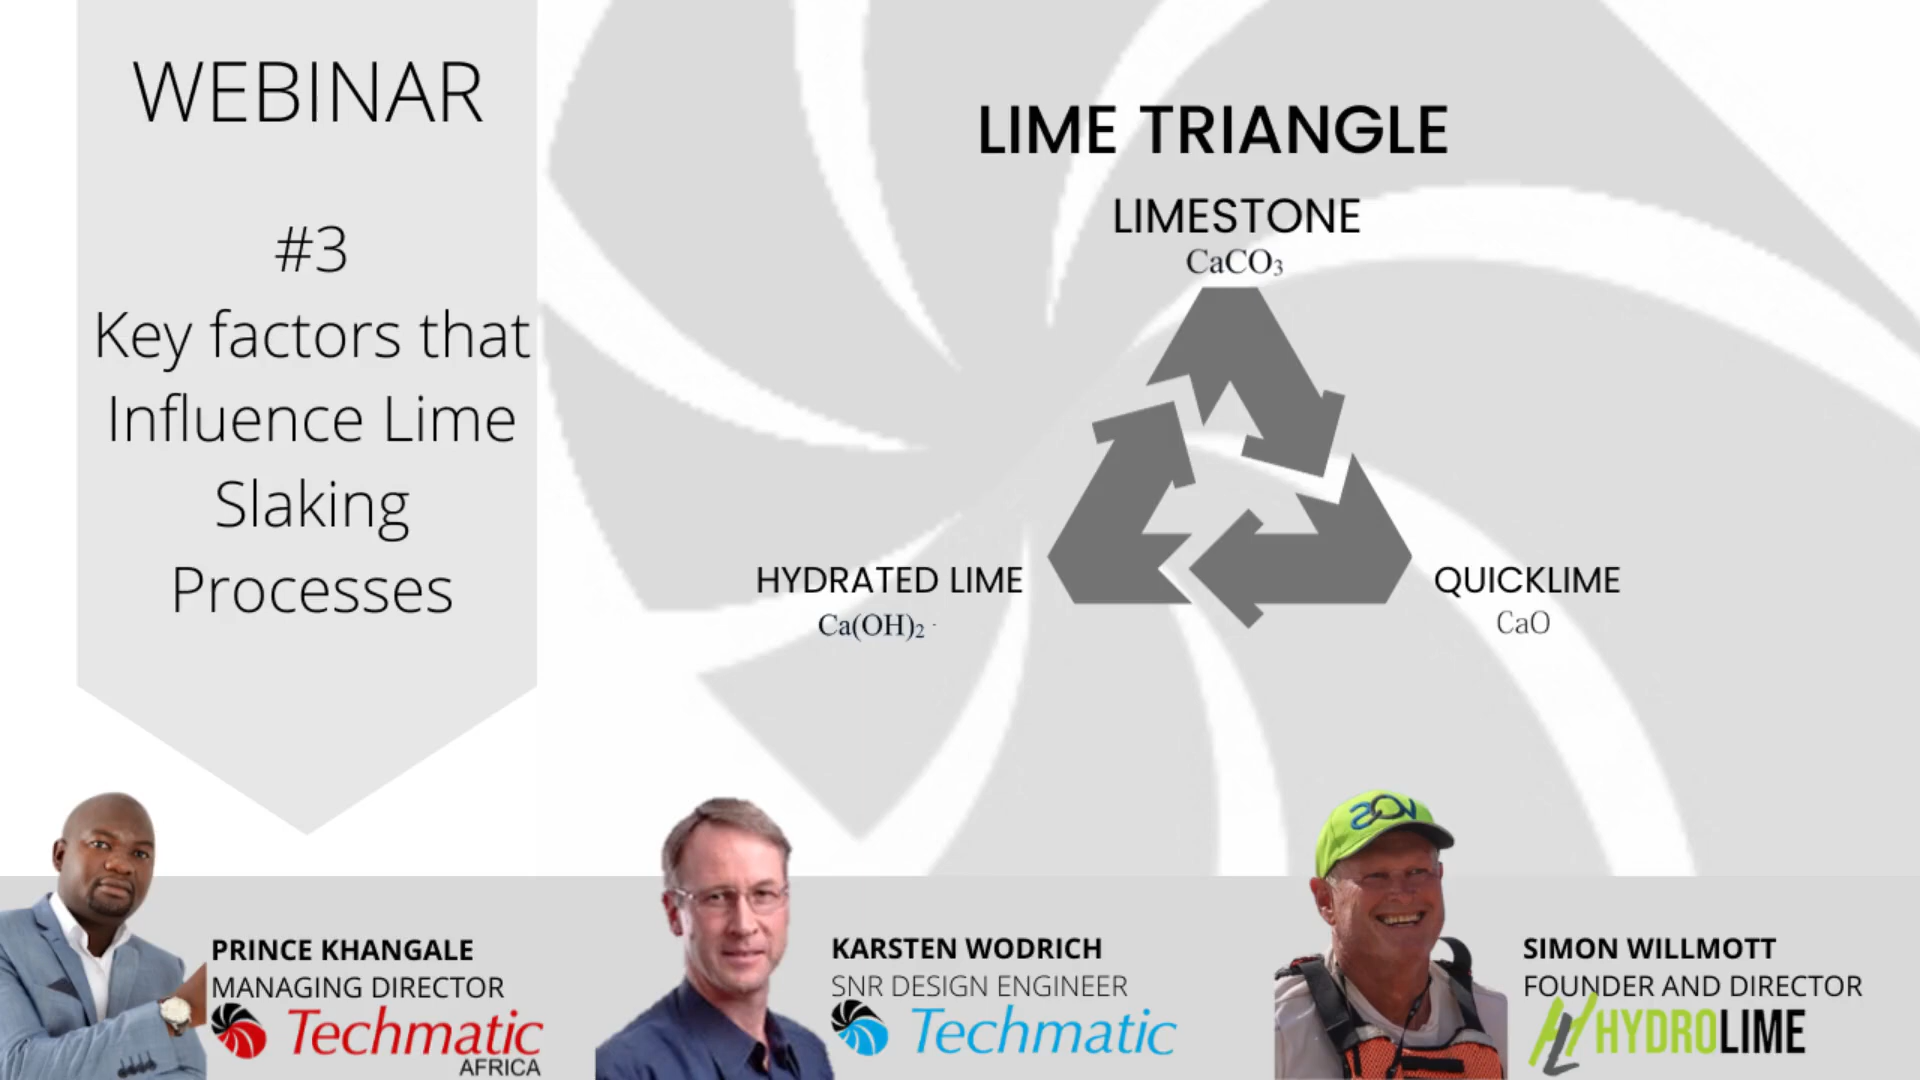 WEBINAR
#3
Key factors that
Influence Lime
Slaking
Processes
LIME TRIANGLE
LIMESTONE
CaCO₃
HYDRATED LIME
Ca(OH)₂
QUICKLIME
CaO
PRINCE KHANGALE
MANAGING DIRECTOR
Techmatic
AFRICA
KARSTEN WODRICH
SNR DESIGN ENGINEER
Techmatic
SIMON WILLMOTT
FOUNDER AND DIRECTOR
HYDROLIME